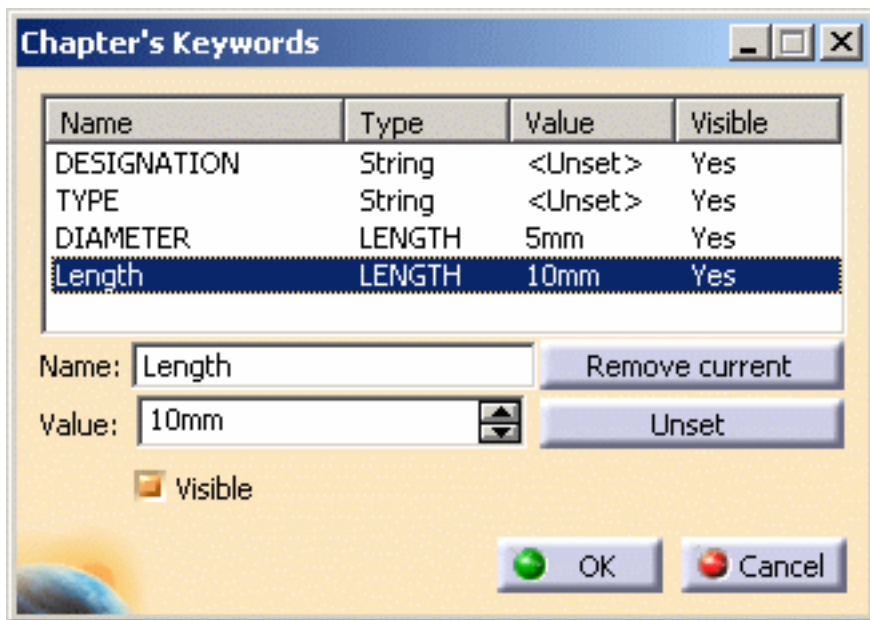 Chapter's Keywords
Name Type Value Visible
DESIGNATION String <Unset> Yes
TYPE String <Unset> Yes
DIAMETER LENGTH 5mm Yes
Length LENGTH 10mm Yes
Name: Length Remove current
Value: 10mm Unset
Visible
OK Cancel